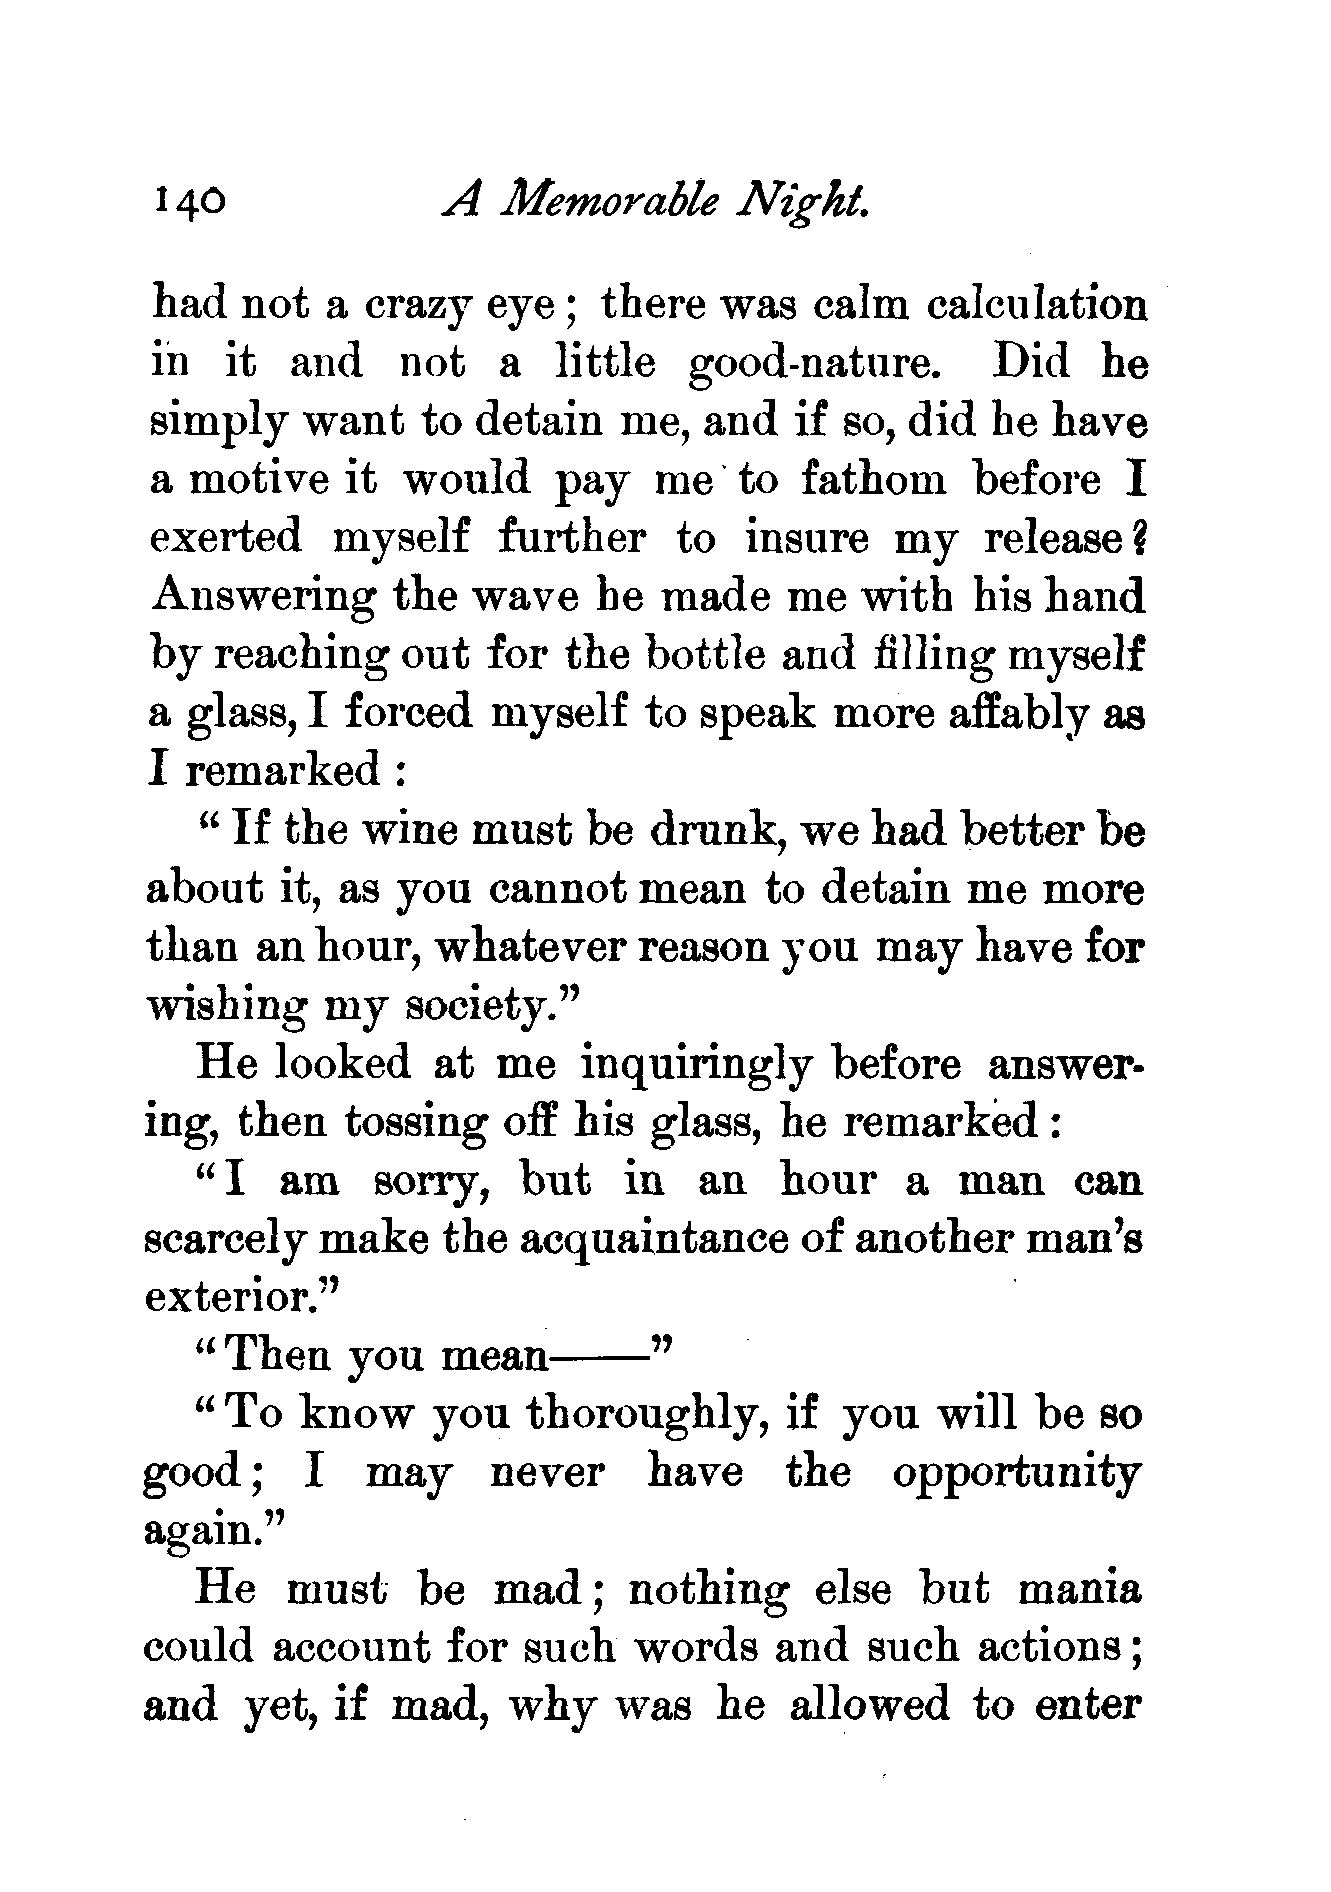 140 A Memorable Night.
had not a crazy eye; there was calm calculation
in it and not a little good-nature. Did he
simply want to detain me, and if so, did he have
a motive it would pay me to fathom before I
exerted myself further to insure my release?
Answering the wave he made me with his hand
by reaching out for the bottle and filling myself
a glass, I forced myself to speak more affably as
I remarked:
"If the wine must be drunk, we had better be
about it, as you cannot mean to detain me more
than an hour, whatever reason you may have for
wishing my society."
He looked at me inquiringly before answer-
ing, then tossing off his glass, he remarked:
"I am sorry, but in an hour a man can
scarcely make the acquaintance of another man's
exterior."
"Then you mean——"
"To know you thoroughly, if you will be so
good; I may never have the opportunity
again."
He must be mad; nothing else but mania
could account for such words and such actions;
and yet, if mad, why was he allowed to enter